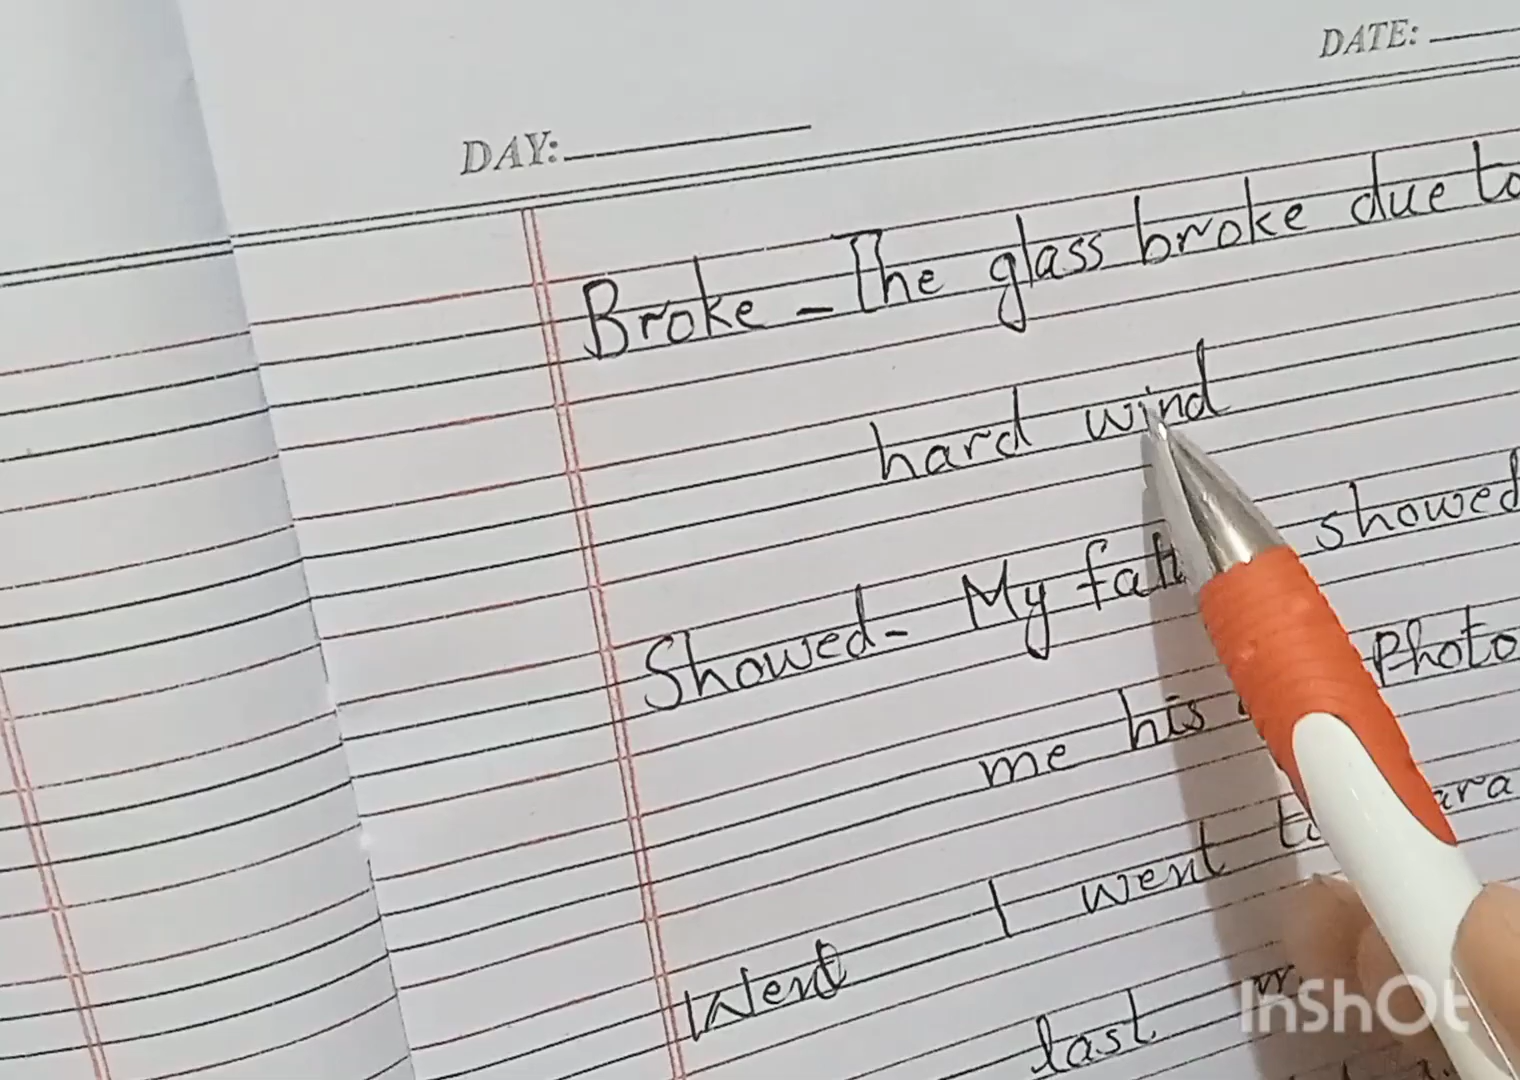 DATE:
DAY:
Broke - The glass broke due to
hard wind
Showed - My showed
me his Photo
Went I went to
last
InShOt